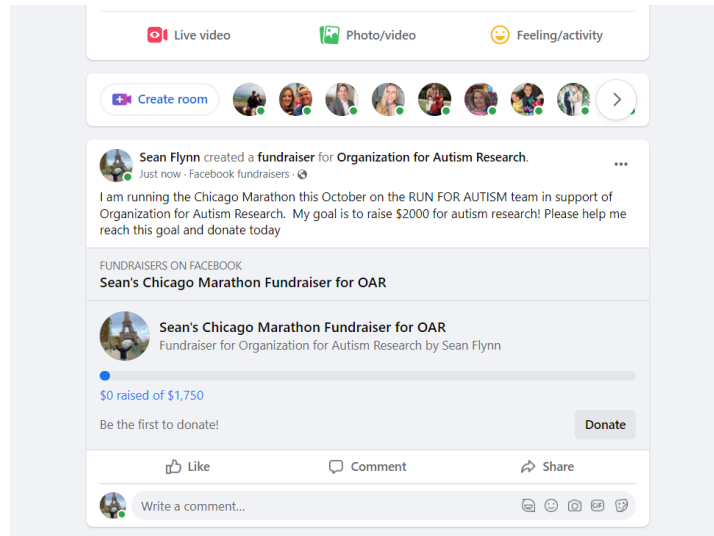 Live video
Photo/video
Feeling/activity
Create room
Sean Flynn created a fundraiser for Organization for Autism Research.
Just now · Facebook fundraisers ·
I am running the Chicago Marathon this October on the RUN FOR AUTISM team in support of
Organization for Autism Research.  My goal is to raise $2000 for autism research! Please help me
reach this goal and donate today
FUNDRAISERS ON FACEBOOK
Sean's Chicago Marathon Fundraiser for OAR
Sean's Chicago Marathon Fundraiser for OAR
Fundraiser for Organization for Autism Research by Sean Flynn
$0 raised of $1,750
Be the first to donate!
Donate
Like
Comment
Share
Write a comment...
GIF